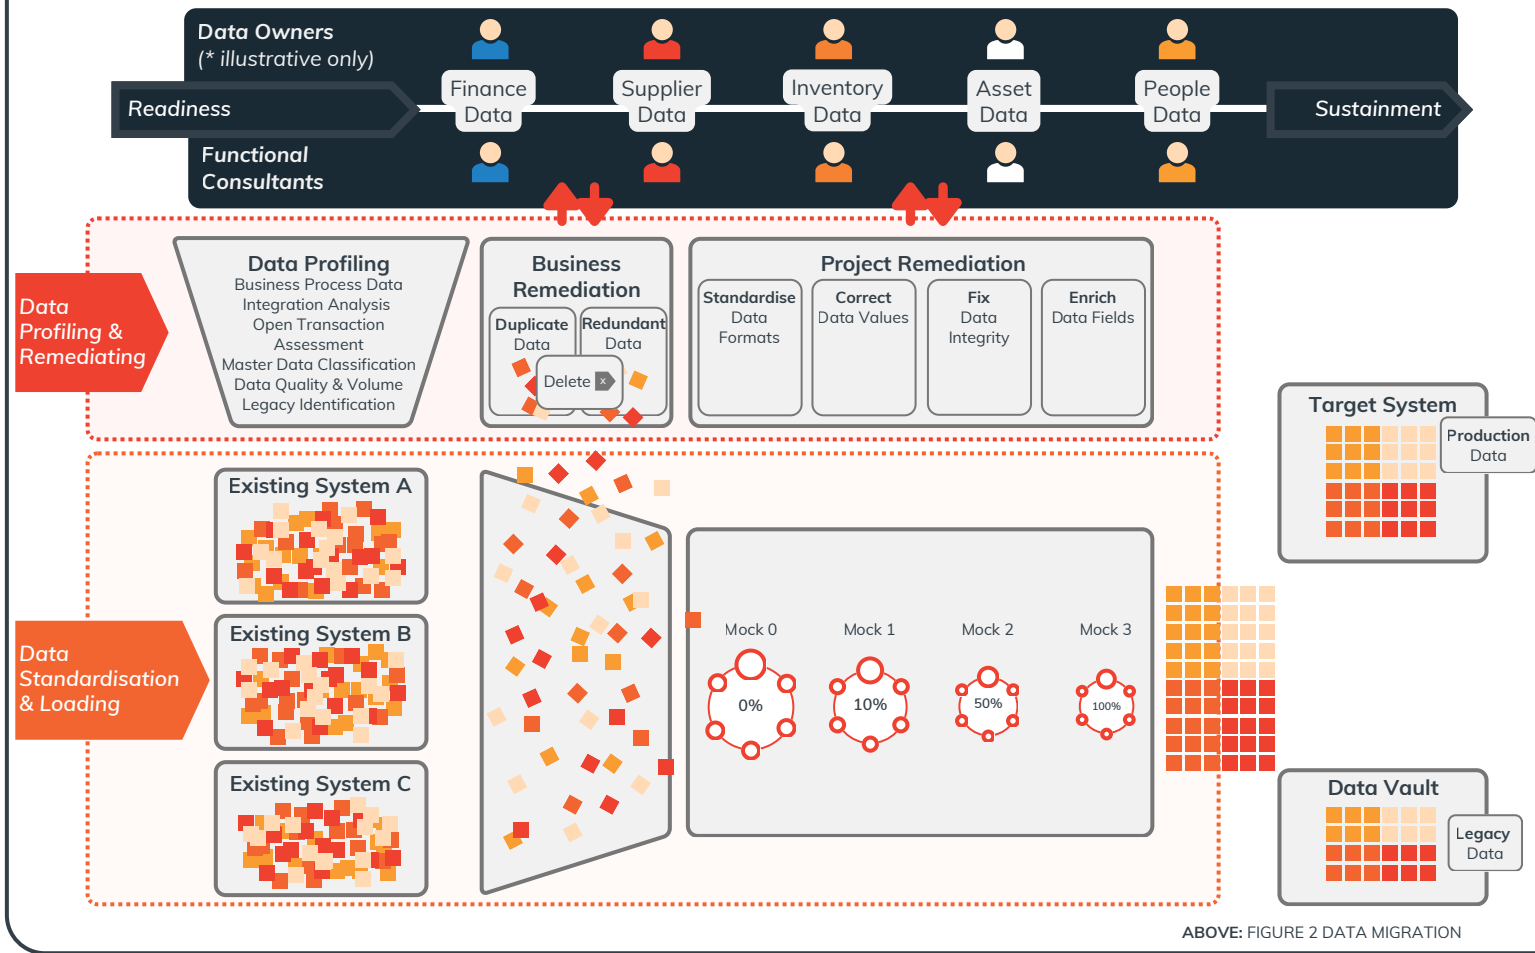 Data Owners
(* illustrative only)
Finance
Data
Supplier
Data
Inventory
Data
Asset
Data
People
Data
Readiness
Sustainment
Functional
Consultants
Data
Profiling &
Remediating
Data Profiling
Business Process Data
Integration Analysis
Open Transaction
Assessment
Master Data Classification
Data Quality & Volume
Legacy Identification
Business
Remediation
Duplicate
Data
Redundant
Data
Delete x
Project Remediation
Standardise
Data
Formats
Correct
Data Values
Fix
Data
Integrity
Enrich
Data Fields
Target System
Production
Data
Data
Standardisation
& Loading
Existing System A
Existing System B
Existing System C
Mock 0
0%
Mock 1
10%
Mock 2
50%
Mock 3
100%
Data Vault
Legacy
Data
ABOVE: FIGURE 2 DATA MIGRATION